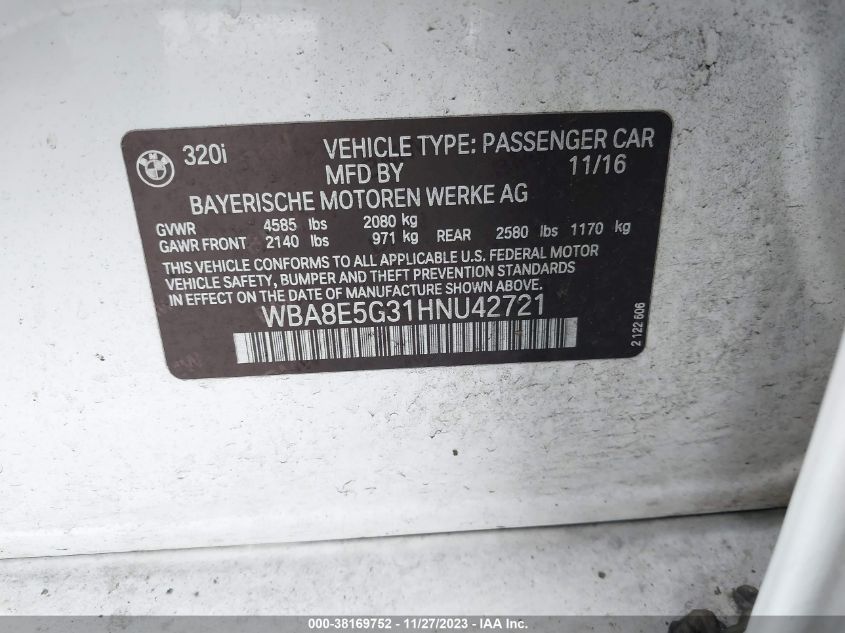 320i VEHICLE TYPE: PASSENGER CAR
MFD BY 11/16
BAYERISCHE MOTOREN WERKE AG
GVWR 4585 lbs 2080 kg
GAWR FRONT 2140 lbs 971 kg REAR 2580 lbs 1170 kg
THIS VEHICLE CONFORMS TO ALL APPLICABLE U.S. FEDERAL MOTOR
VEHICLE SAFETY, BUMPER AND THEFT PREVENTION STANDARDS
IN EFFECT ON THE DATE OF MANUFACTURE SHOWN ABOVE.
WBA8E5G31HNU42721
2 122 606
000-38169752 - 11/27/2023 - IAA Inc.